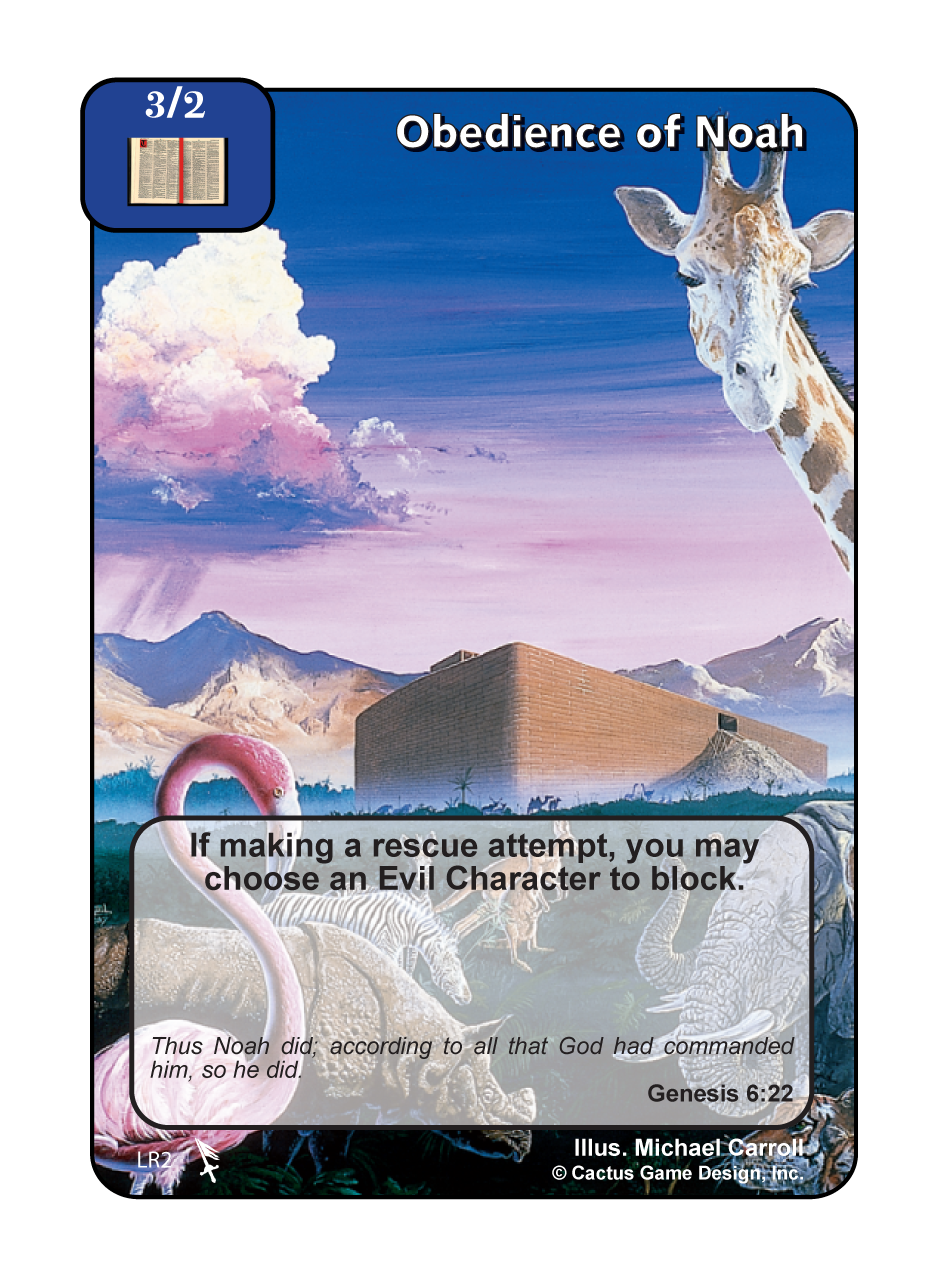 3/2
Obedience of Noah
If making a rescue attempt, you may
choose an Evil Character to block.
Thus Noah did; according to all that God had commanded
him, so he did.
Genesis 6:22
LR2
Illus. Michael Carroll
© Cactus Game Design, Inc.